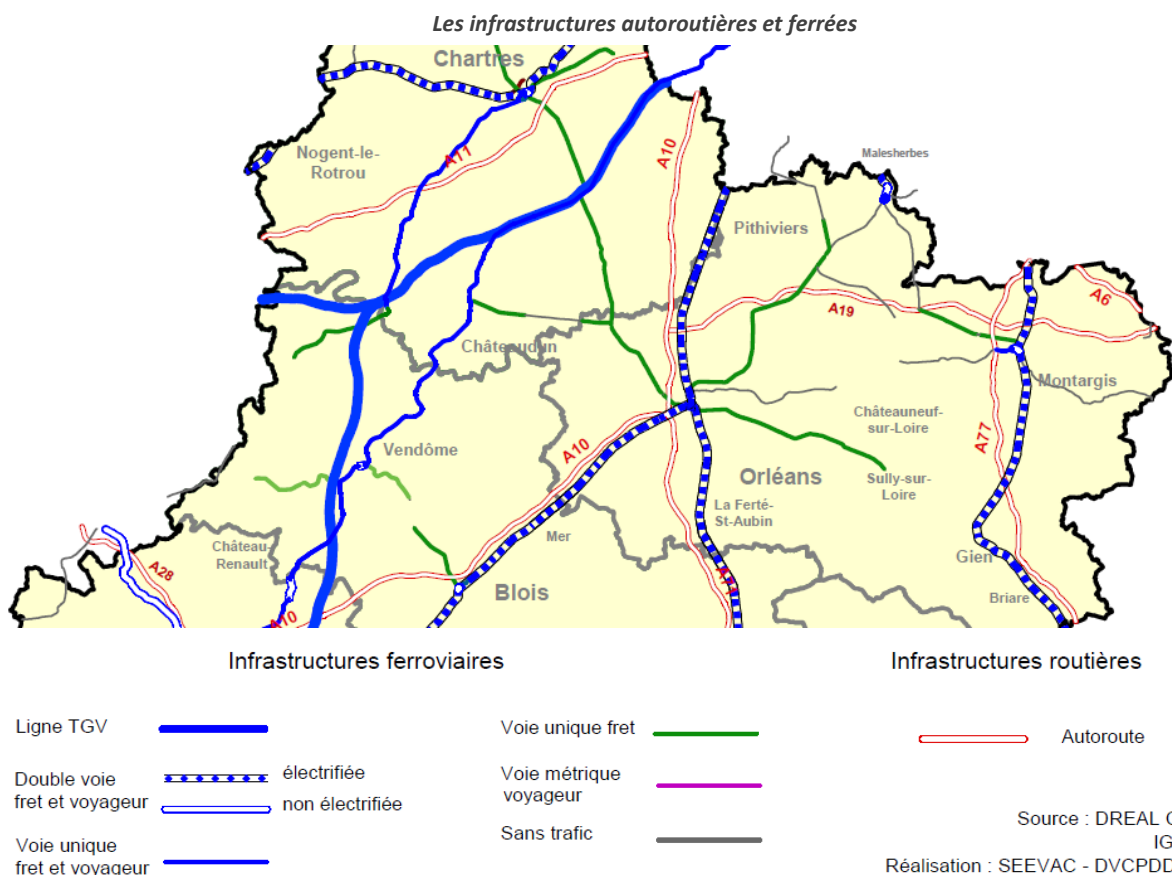 Les infrastructures autoroutières et ferrées
Chartres
A11
A10
Nogent-le-
Rotrou
Malesherbes
Pithiviers
A19
A6
Châteaudun
Montargis
Châteauneuf-
sur-Loire
A77
Vendôme
A10
Orléans
Sully-sur-
Loire
La Ferté-
St-Aubin
Mer
Château-
Renault
A28
Gien
Blois
Briare
A10
Infrastructures ferroviaires
Infrastructures routières
Ligne TGV
Voie unique fret
Autoroute
Double voie
fret et voyageur
électrifiée
non électrifiée
Voie métrique
voyageur
Sans trafic
Voie unique
fret et voyageur
Source : DREAL
IG
Réalisation : SEEVAC - DVCPDD